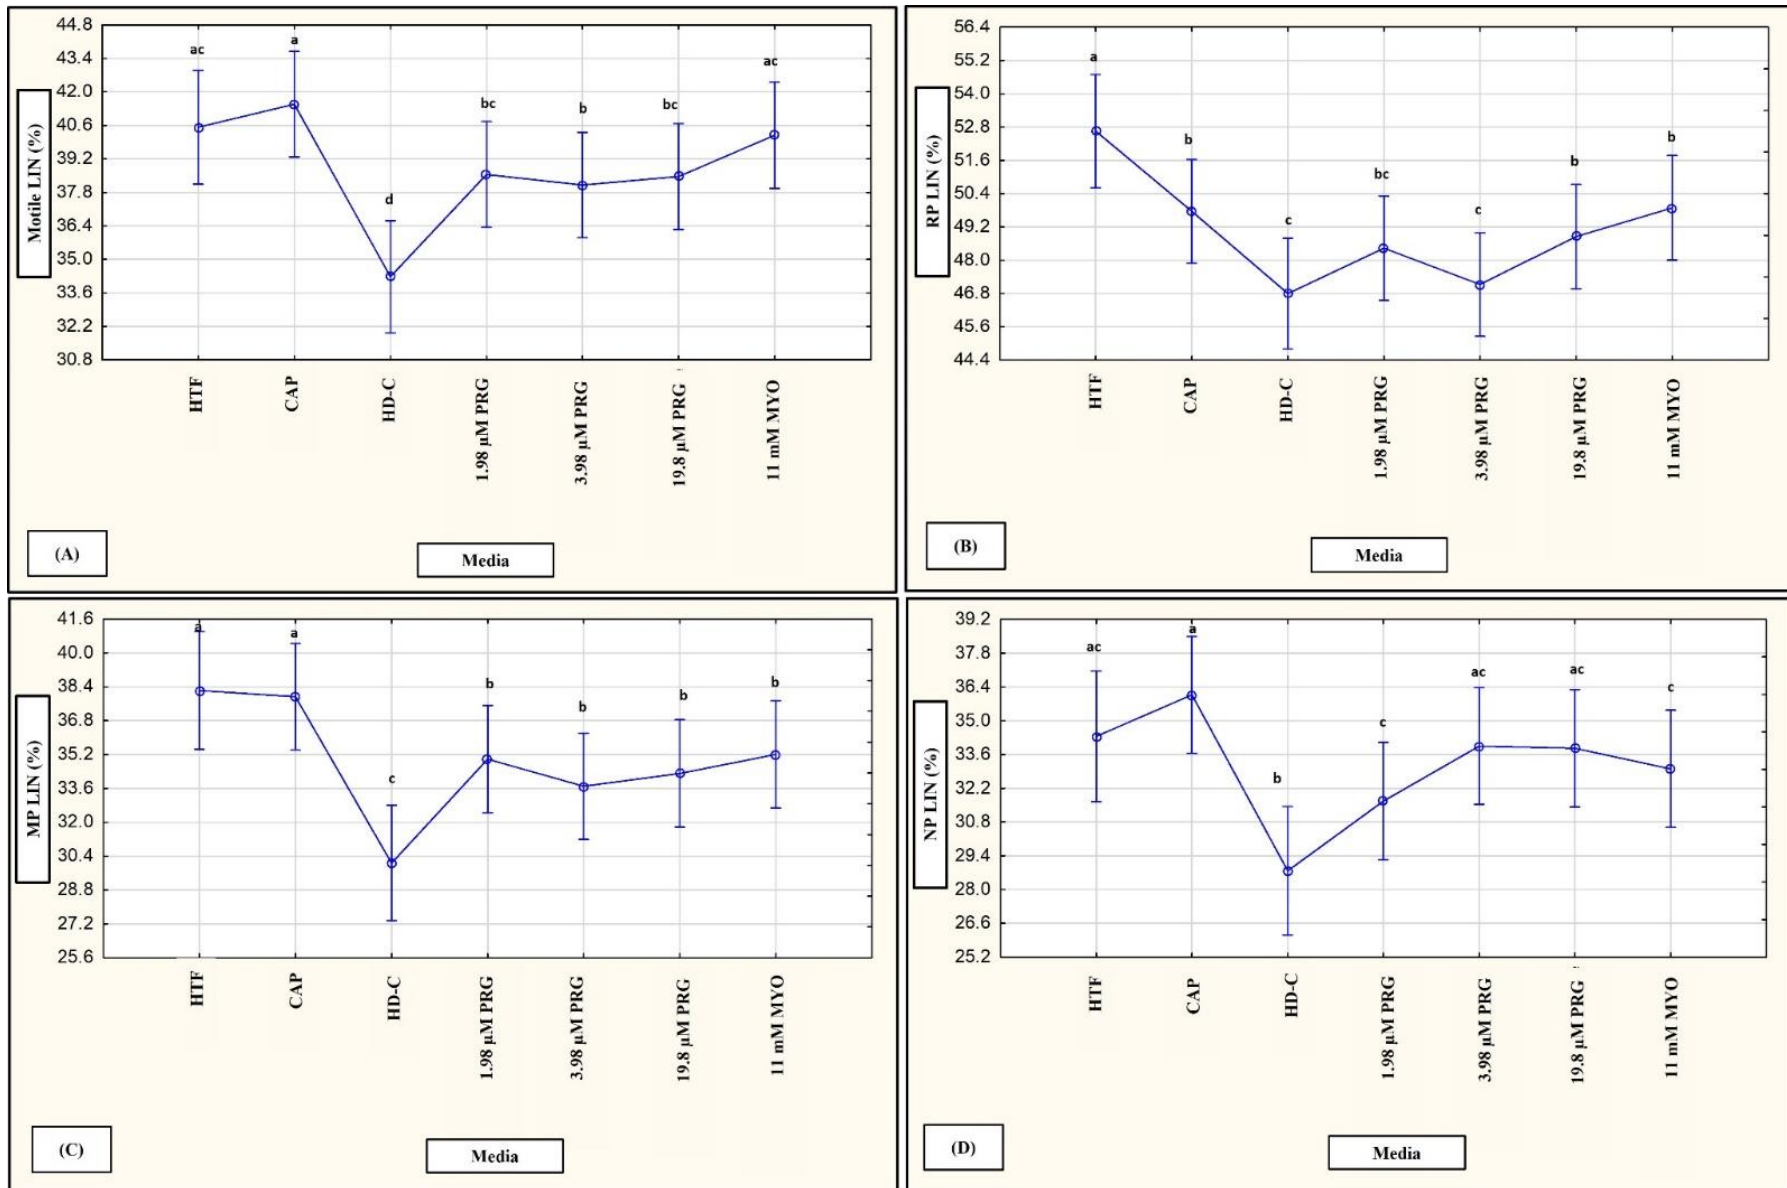 44.8
43.4
42.0
40.6
39.2
37.8
36.4
35.0
33.6
32.2
30.8
Motile LIN (%)
ac
a
d
bc
b
bc
ac
HTF
CAP
HD-C
1.98 µM PRG
3.98 µM PRG
19.8 µM PRG
11 mM MYO
(A)
Media
56.4
55.2
54.0
52.8
51.6
50.4
49.2
48.0
46.8
45.6
44.4
RP LIN (%)
a
b
c
bc
c
b
b
HTF
CAP
HD-C
1.98 µM PRG
3.98 µM PRG
19.8 µM PRG
11 mM MYO
(B)
Media
41.6
40.0
38.4
36.8
35.2
33.6
32.0
30.4
28.8
27.2
25.6
MP LIN (%)
a
a
c
b
b
b
b
HTF
CAP
HD-C
1.98 µM PRG
3.98 µM PRG
19.8 µM PRG
11 mM MYO
(C)
Media
39.2
37.8
36.4
35.0
33.6
32.2
30.8
29.4
28.0
26.6
25.2
NP LIN (%)
ac
a
b
c
ac
ac
c
HTF
CAP
HD-C
1.98 µM PRG
3.98 µM PRG
19.8 µM PRG
11 mM MYO
(D)
Media